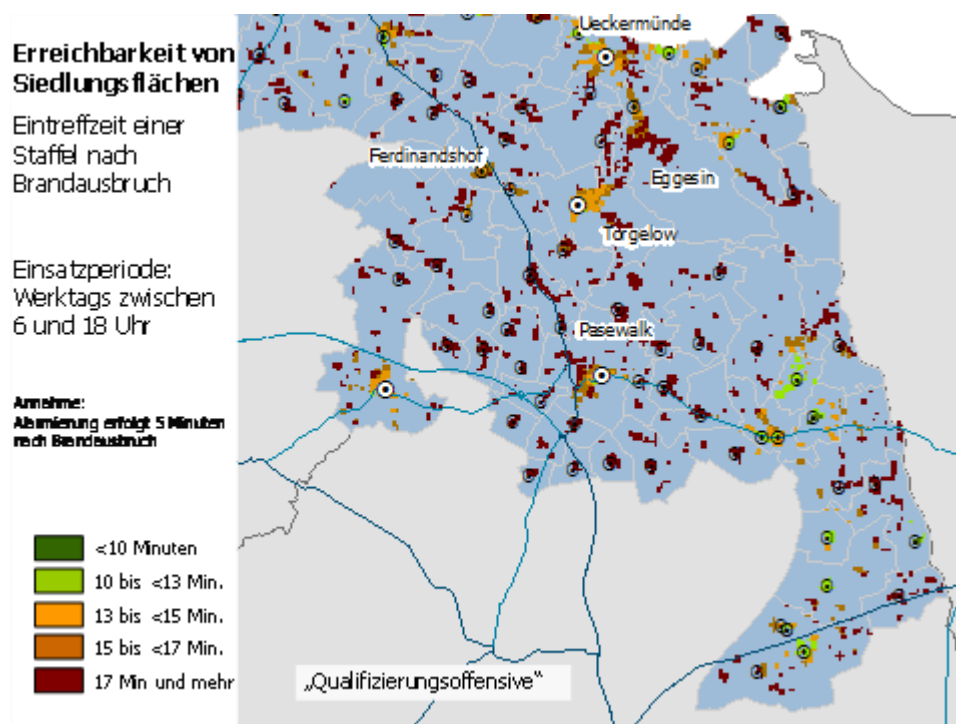 Erreichbarkeit von
Siedlungsflächen
Eintreffzeit einer
Staffel nach
Brandausbruch
Einsatzperiode:
Werktags zwischen
6 und 18 Uhr
Annahme:
Alarmierung erfolgt 5 Minuten
nach Brandausbruch
<10 Minuten
10 bis <13 Min.
13 bis <15 Min.
15 bis <17 Min.
17 Min und mehr
Ueckermünde
Ferdinandshof
Eggesin
Torgelow
Pasewalk
„Qualifizierungsoffensive“